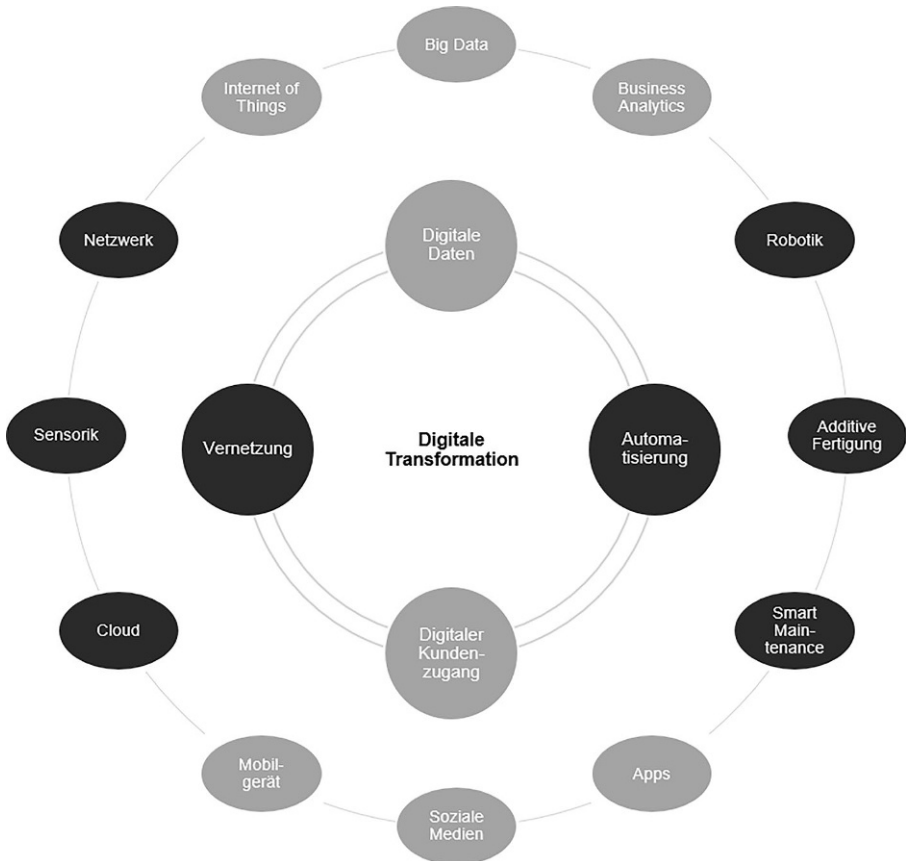 Big Data
Internet of
Things
Business
Analytics
Digitale
Daten
Netzwerk
Robotik
Vernetzung
Digitale
Transformation
Automa-
tisierung
Sensorik
Additive
Fertigung
Cloud
Digitaler
Kunden-
zugang
Smart
Main-
tenance
Mobil-
gerät
Apps
Soziale
Medien